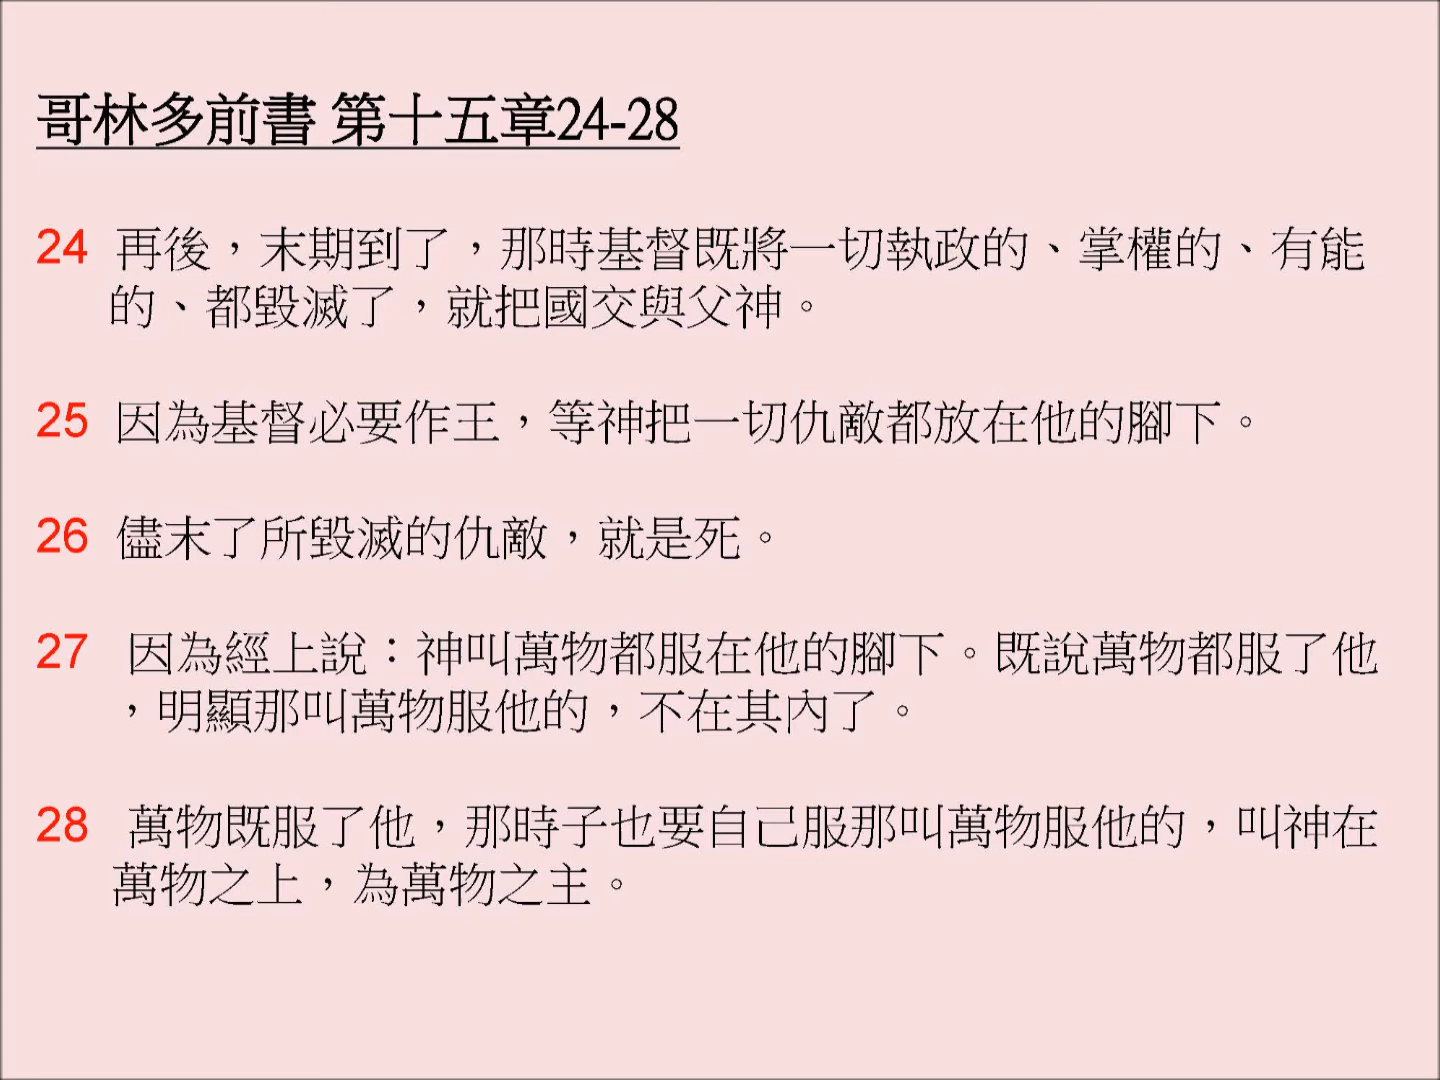 哥林多前書 第十五章24-28
24 再後，末期到了，那時基督既將一切執政的、掌權的、有能
的、都毀滅了，就把國交與父神。
25 因為基督必要作王，等神把一切仇敵都放在他的腳下。
26 儘末了所毀滅的仇敵，就是死。
27 因為經上說：神叫萬物都服在他的腳下。既說萬物都服了他
，明顯那叫萬物服他的，不在其內了。
28 萬物既服了他，那時子也要自己服那叫萬物服他的，叫神在
萬物之上，為萬物之主。